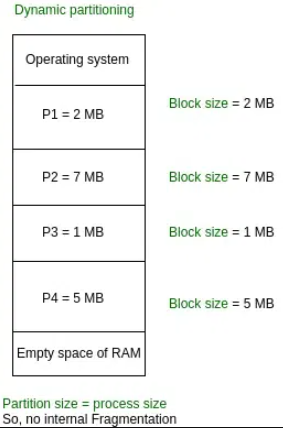 Dynamic partitioning
Operating system
P1 = 2 MB
Block size = 2 MB
P2 = 7 MB
Block size = 7 MB
P3 = 1 MB
Block size = 1 MB
P4 = 5 MB
Block size = 5 MB
Empty space of RAM
Partition size = process size
So, no internal Fragmentation